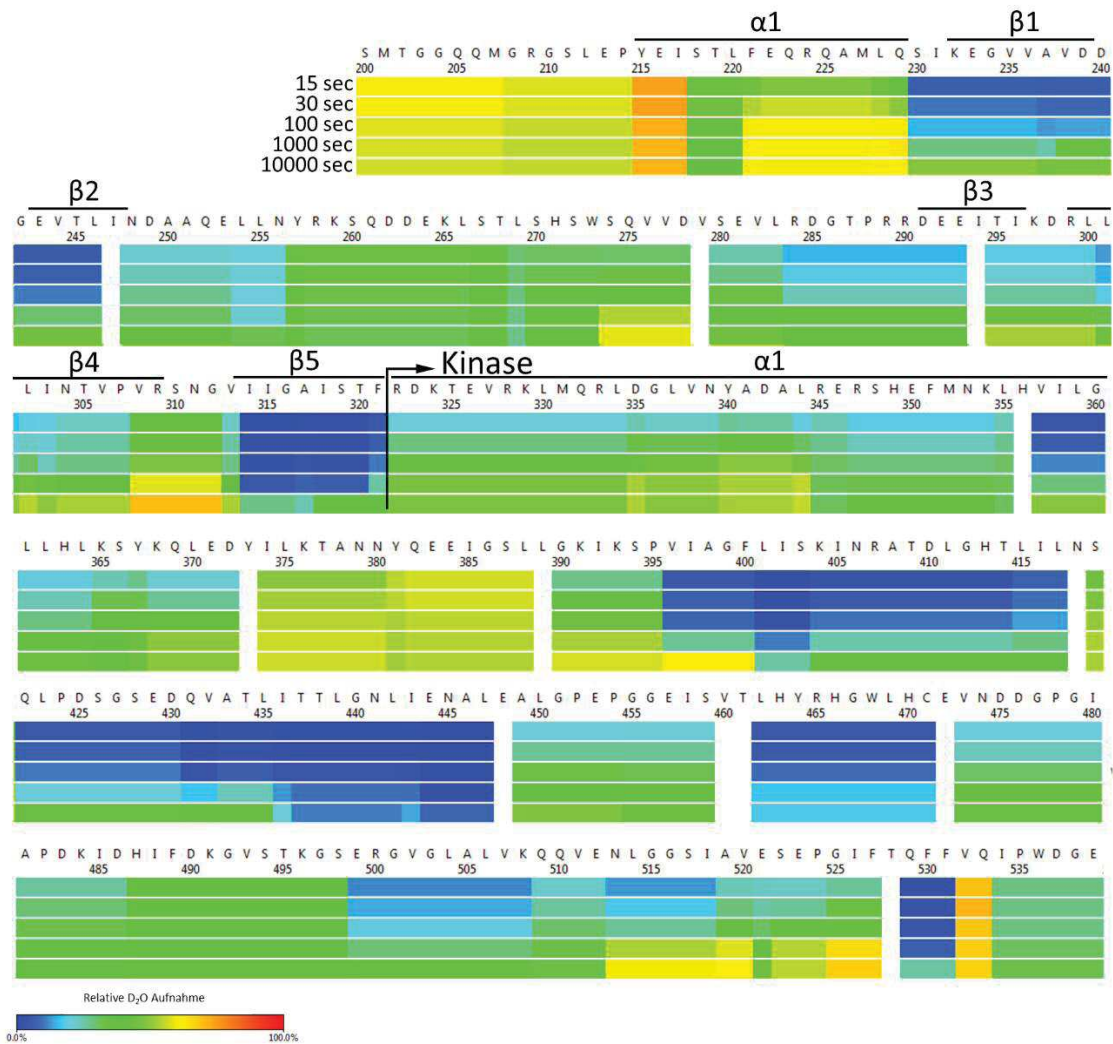 α1 β1
S M T G G Q Q M G R G S L E P Y E I S T L F E Q R Q A M L Q S I K E G V V A V D D
200 205 210 215 220 225 230 235 240
15 sec
30 sec
100 sec
1000 sec
10000 sec
β2 β3
G E V T L I N D A A Q E L L N Y R K S Q D D E K L S T L S H S W S Q V V D V S E V L R D G T P R R D E E I T I K D R L L
245 250 255 260 265 270 275 280 285 290 295 300
β4 β5 Kinase α1
L I N T V P V R S N G V I I G A I S T F R D K T E V R K L M Q R L D G L V N Y A D A L R E R S H E F M N K L H V I L G
305 310 315 320 325 330 335 340 345 350 355 360
L L H L K S Y K Q L E D Y I L K T A N N Y Q E E I G S L L G K I K S P V I A G F L I S K I N R A T D L G H T L I L N S
365 370 375 380 385 390 395 400 405 410 415
Q L P D S G S E D Q V A T L I T T L G N L I E N A L E A L G P E P G G E I S V T L H Y R H G W L H C E V N D D G P G I
425 430 435 440 445 450 455 460 465 470 475 480
A P D K I D H I F D K G V S T K G S E R G V G L A L V K Q Q V E N L G G S I A V E S E P G I F T Q F F V Q I P W D G E
485 490 495 500 505 510 515 520 525 530 535
Relative D₂O Aufnahme
0.0% 100.0%